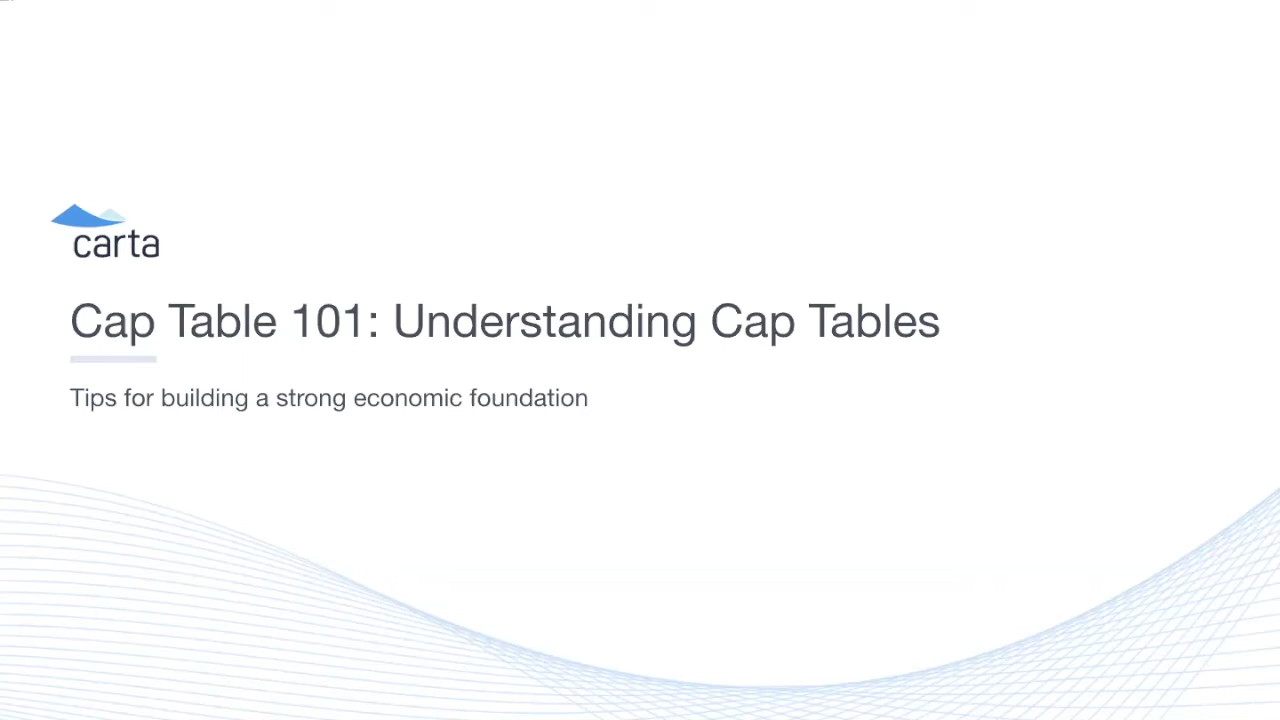 carta
Cap Table 101: Understanding Cap Tables
Tips for building a strong economic foundation